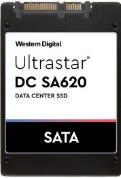 Western Digital
Ultrastar®
DC SA620
DATA CENTER SSD
SATA